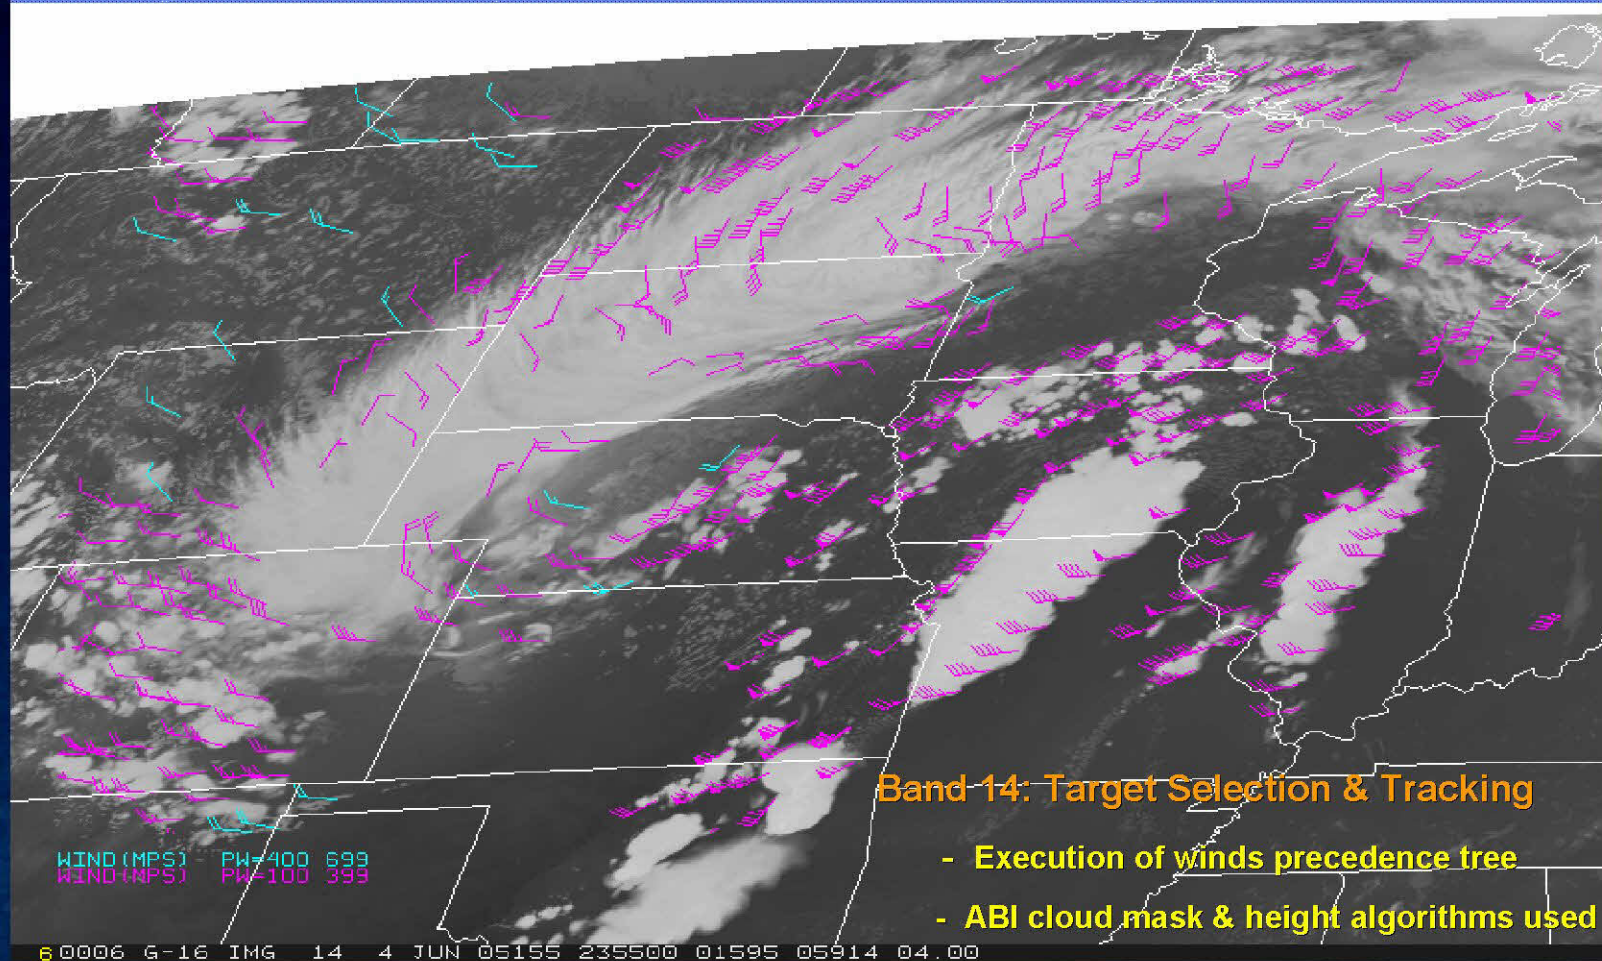 Band 14: Target Selection & Tracking
WIND(MPS) - PW=400 699
WIND(MPS) PW=100 399
- Execution of winds precedence tree
- ABI cloud mask & height algorithms used
6 0006 G-16 IMG 14 4 JUN 05155 235500 01595 05914 04.00